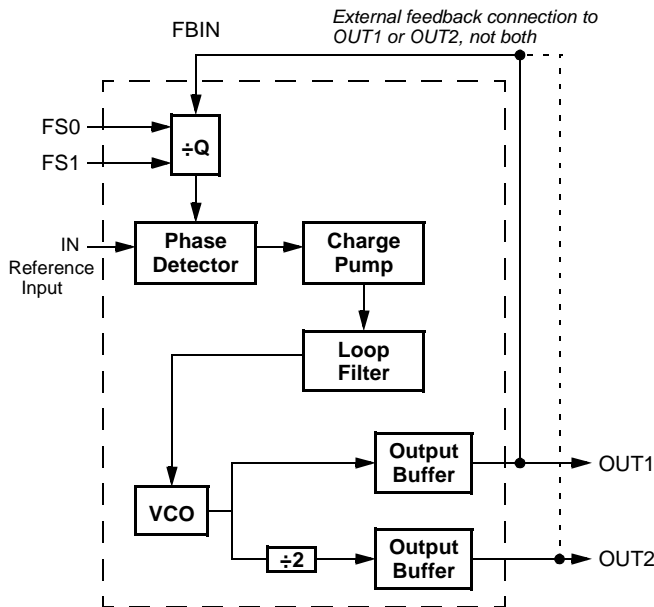 External feedback connection to
OUT1 or OUT2, not both
FBIN
FS0
FS1
÷Q
IN
Reference
Input
Phase
Detector
Charge
Pump
Loop
Filter
VCO
Output
Buffer
OUT1
÷2
Output
Buffer
OUT2